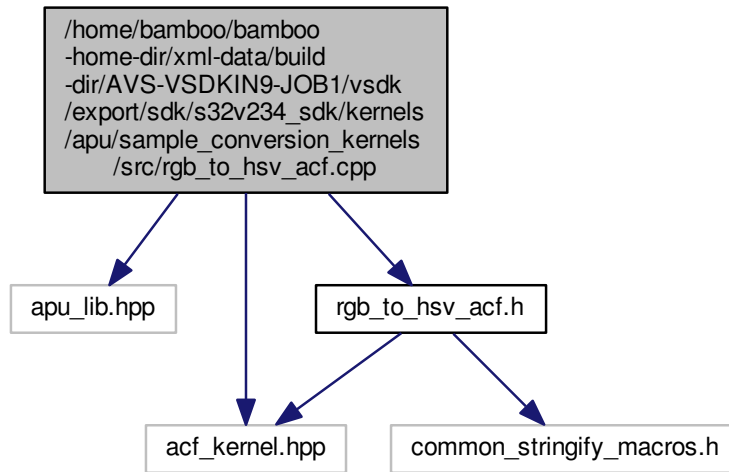 /home/bamboo/bamboo
-home-dir/xml-data/build
-dir/AVS-VSDKIN9-JOB1/vsdk
/export/sdk/s32v234_sdk/kernels
/apu/sample_conversion_kernels
/src/rgb_to_hsv_acf.cpp
apu_lib.hpp
rgb_to_hsv_acf.h
acf_kernel.hpp
common_stringify_macros.h